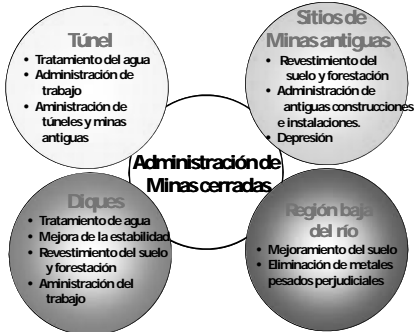 Túnel
• Tratamiento del agua
• Administración de
trabajo
• Aministración de
túneles y minas
antiguas
Sitios de
Minas antiguas
• Revestimiento del
suelo y forestación
• Administración de
antiguas construcciones
e instalaciones.
• Depresión
Administración de
Minas cerradas
Diques
• Tratamiento de agua
• Mejora de la estabilidad
• Revestimiento del suelo
y forestación
• Aministración del
trabajo
Región baja
del río
• Mejoramiento del suelo
• Eliminación de metales
pesados perjudiciales